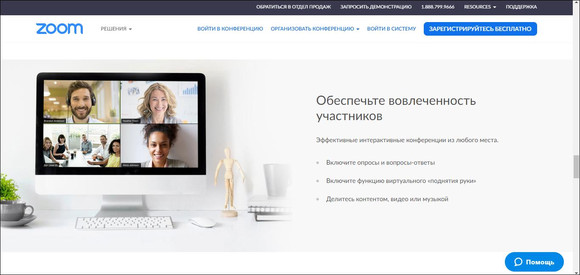 ОБРАТИТЬСЯ В ОТДЕЛ ПРОДАЖ ЗАПРОСИТЬ ДЕМОНСТРАЦИЮ 1.888.799.9666 RESOURCES ПОДДЕРЖКА
zoom РЕШЕНИЯ ВОЙТИ В КОНФЕРЕНЦИЮ ОРГАНИЗОВАТЬ КОНФЕРЕНЦИЮ ВОЙТИ В СИСТЕМУ ЗАРЕГИСТРИРУЙТЕСЬ БЕСПЛАТНО
Обеспечьте вовлеченность
участников
Эффективные интерактивные конференции из любого места.
Включите опросы и вопросы-ответы
Включите функцию виртуального «поднятия руки»
Делитесь контентом, видео или музыкой
Помощь